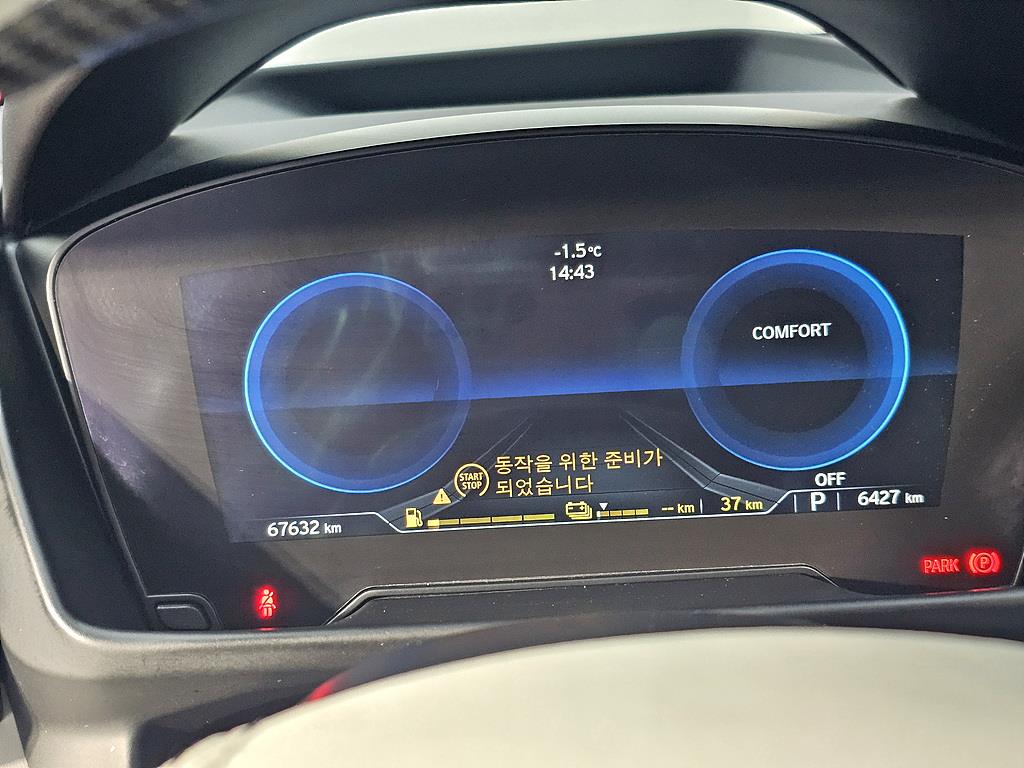 -1.5°C
14:43
COMFORT
START
STOP
동작을 위한 준비가
되었습니다
OFF
67632 km
-- km
37 km
P
6427 km
PARK
P